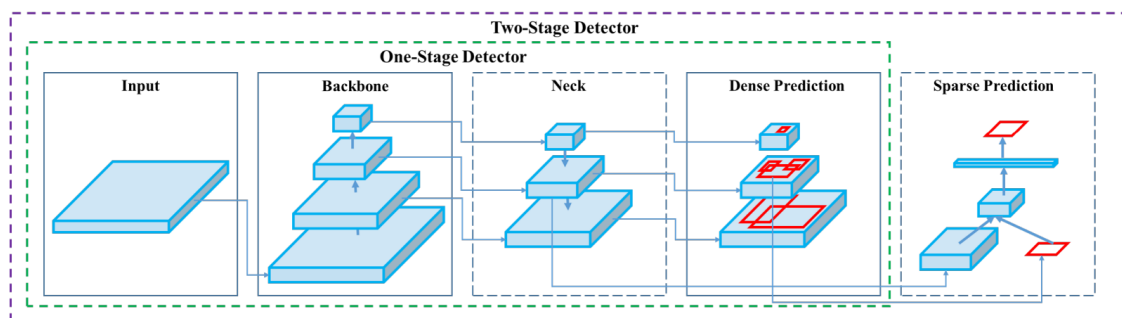 Two-Stage Detector
One-Stage Detector
Input
Backbone
Neck
Dense Prediction
Sparse Prediction